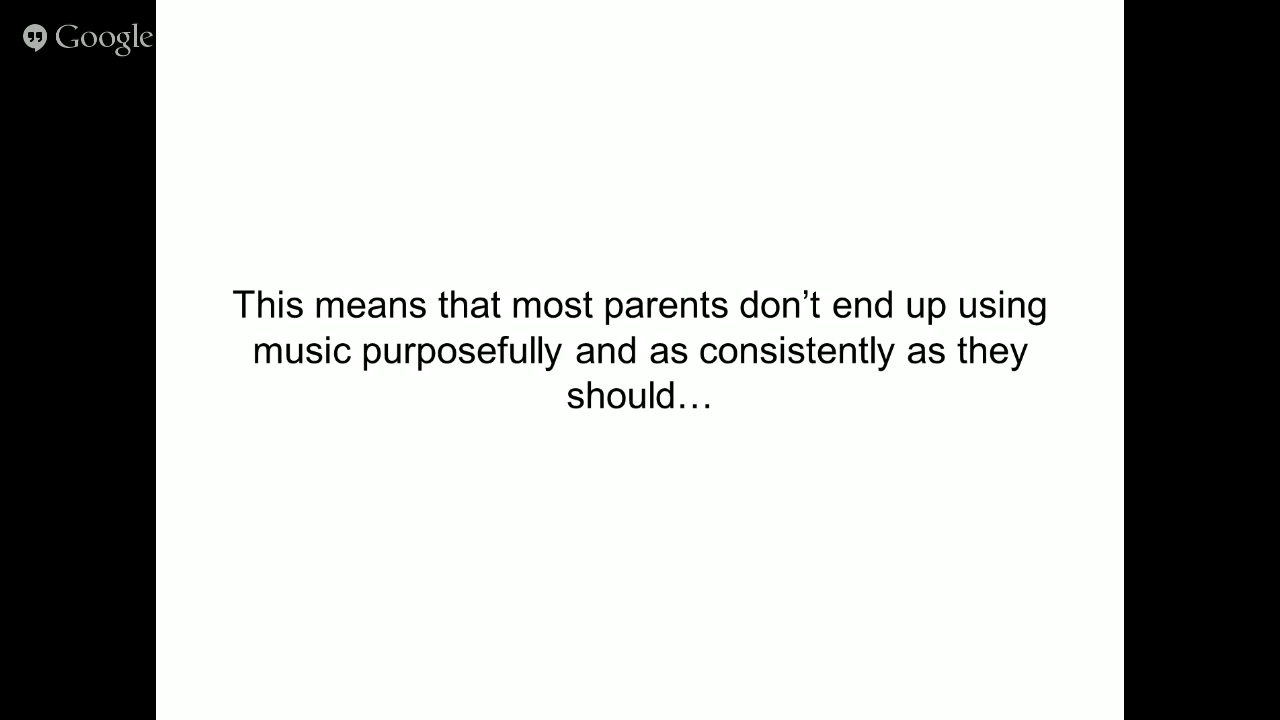 Google
This means that most parents don’t end up using
music purposefully and as consistently as they
should…